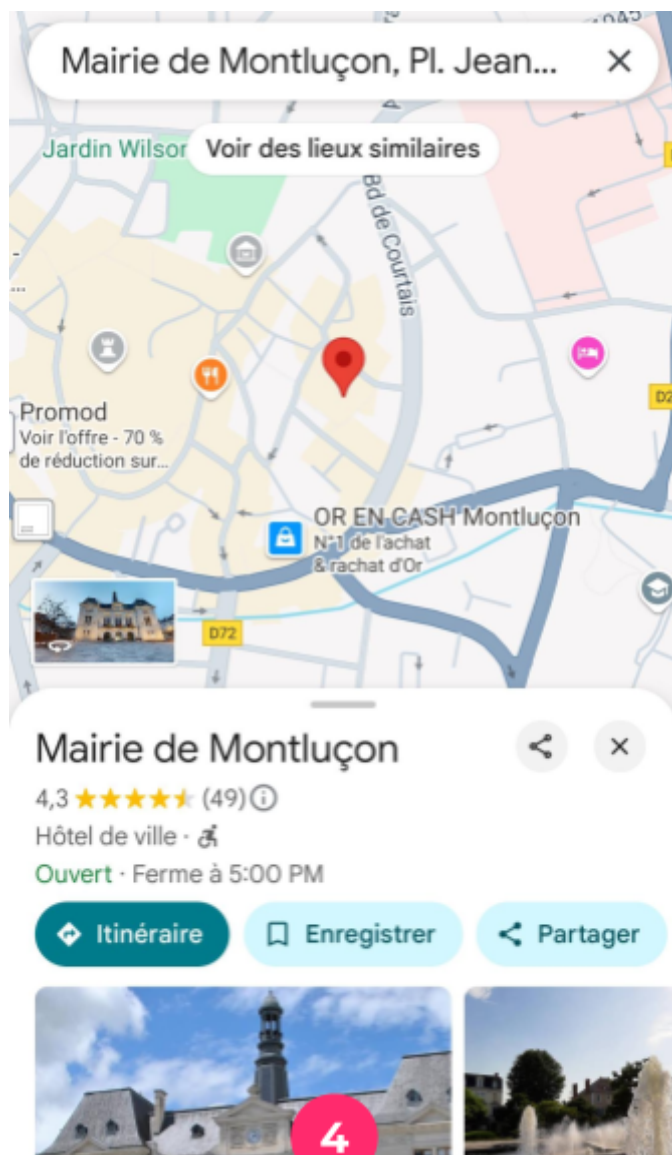 Mairie de Montluçon, Pl. Jean...
Jardin Wilson
Voir des lieux similaires
Bd de Courtais
Promod
Voir l'offre - 70 %
de réduction sur...
OR EN CASH Montluçon
N°1 de l'achat
& rachat d'Or
D72
Mairie de Montluçon
4,3 (49)
Hôtel de ville ·
Ouvert · Ferme à 5:00 PM
Itinéraire
Enregistrer
Partager
4